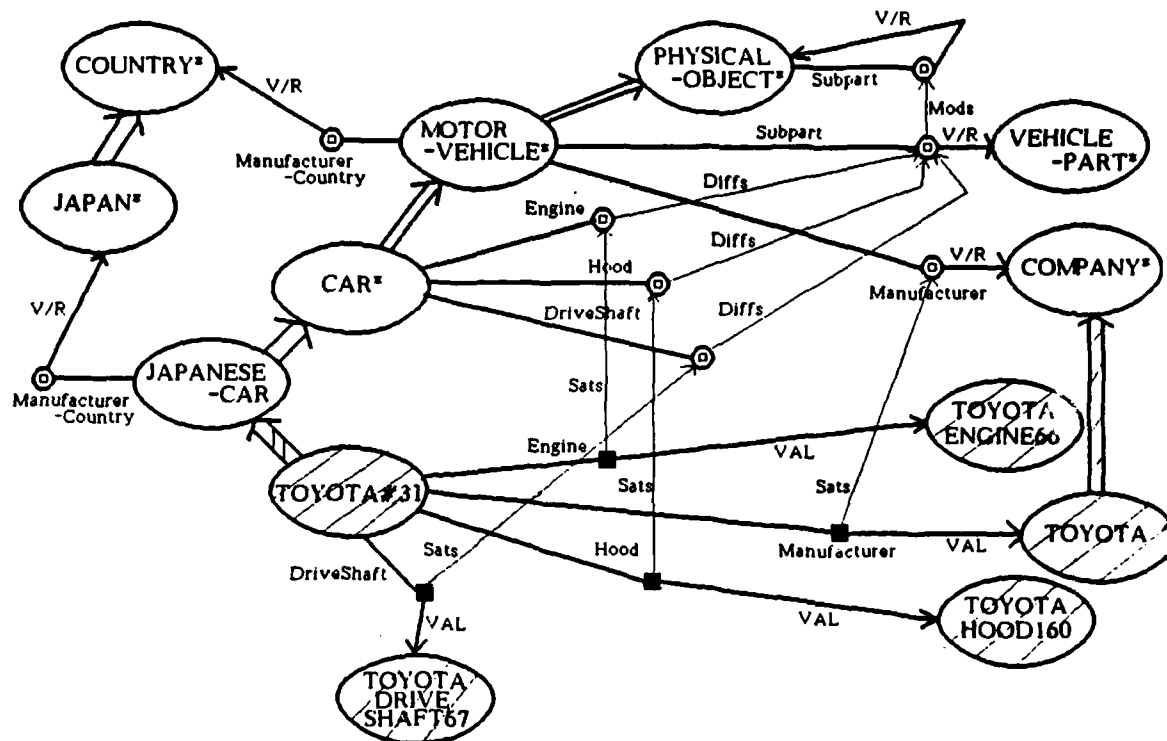 V/R
COUNTRY*
PHYSICAL
-OBJECT*
Subpart
V/R
Mods
MOTOR
-VEHICLE*
Subpart
V/R
VEHICLE
-PART*
Manufacturer
-Country
JAPAN*
Engine
Diffs
Diffs
Hood
CAR*
V/R
COMPANY*
Manufacturer
V/R
DriveShaft
Diffs
JAPANESE
-CAR
Manufacturer
-Country
Sats
TOYOTA
ENGINE66
Engine
VAL
TOYOTA#31
Sats
Sats
TOYOTA
Sats
Hood
Manufacturer
VAL
DriveShaft
VAL
VAL
TOYOTA
HOOD160
TOYOTA
DRIVE
SHAFT67